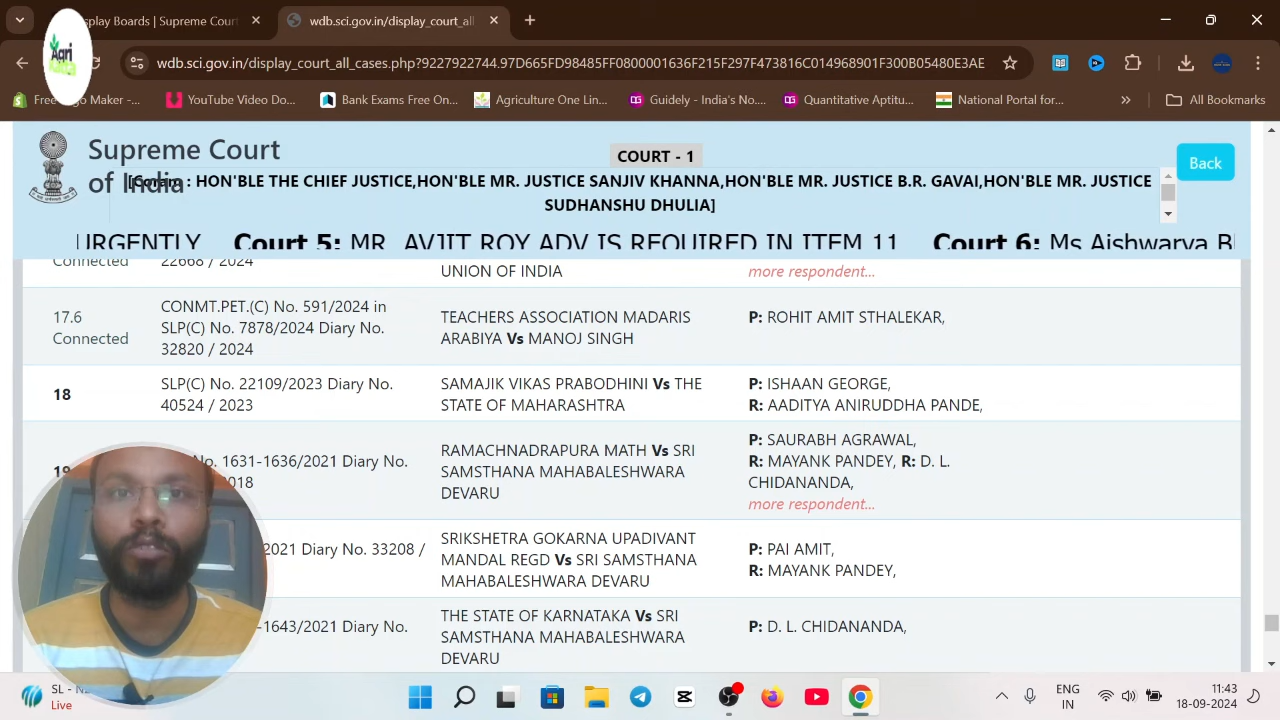 splay Boards | Supreme Court
wdb.sci.gov.in/display_court_all
Agri
wdb.sci.gov.in/display_court_all_cases.php?9227922744.97D665FD98485FF0800001636F215F297F473816C014968901F300B05480E3AE
Free Logo Maker -...
YouTube Video Do...
Bank Exams Free On...
Agriculture One Lin...
Guidely - India's No....
Quantitative Aptitu...
National Portal for...
All Bookmarks
Supreme Court
of India
COURT - 1
Back
: HON'BLE THE CHIEF JUSTICE,HON'BLE MR. JUSTICE SANJIV KHANNA,HON'BLE MR. JUSTICE B.R. GAVAI,HON'BLE MR. JUSTICE
SUDHANSHU DHULIA]
URGENTLY Court 5: MR AVJIT ROY ADV IS REQUIRED IN ITEM 11 Court 6: Ms Aishwarya B
Connected
22668 / 2024
UNION OF INDIA
more respondent...
17.6
Connected
CONMT.PET.(C) No. 591/2024 in
SLP(C) No. 7878/2024 Diary No.
32820 / 2024
TEACHERS ASSOCIATION MADARIS
ARABIYA Vs MANOJ SINGH
P: ROHIT AMIT STHALEKAR,
18
SLP(C) No. 22109/2023 Diary No.
40524 / 2023
SAMAJIK VIKAS PRABODHINI Vs THE
STATE OF MAHARASHTRA
P: ISHAAN GEORGE,
R: AADITYA ANIRUDDHA PANDE,
No. 1631-1636/2021 Diary No.
018
RAMACHNADRAPURA MATH Vs SRI
SAMSTHANA MAHABALESHWARA
DEVARU
P: SAURABH AGRAWAL,
R: MAYANK PANDEY, R: D. L.
CHIDANANDA,
more respondent...
2021 Diary No. 33208 /
SRIKSHETRA GOKARNA UPADIVANT
MANDAL REGD Vs SRI SAMSTHANA
MAHABALESHWARA DEVARU
P: PAI AMIT,
R: MAYANK PANDEY,
-1643/2021 Diary No.
THE STATE OF KARNATAKA Vs SRI
SAMSTHANA MAHABALESHWARA
DEVARU
P: D. L. CHIDANANDA,
Live
ENG
IN
11:43
18-09-2024